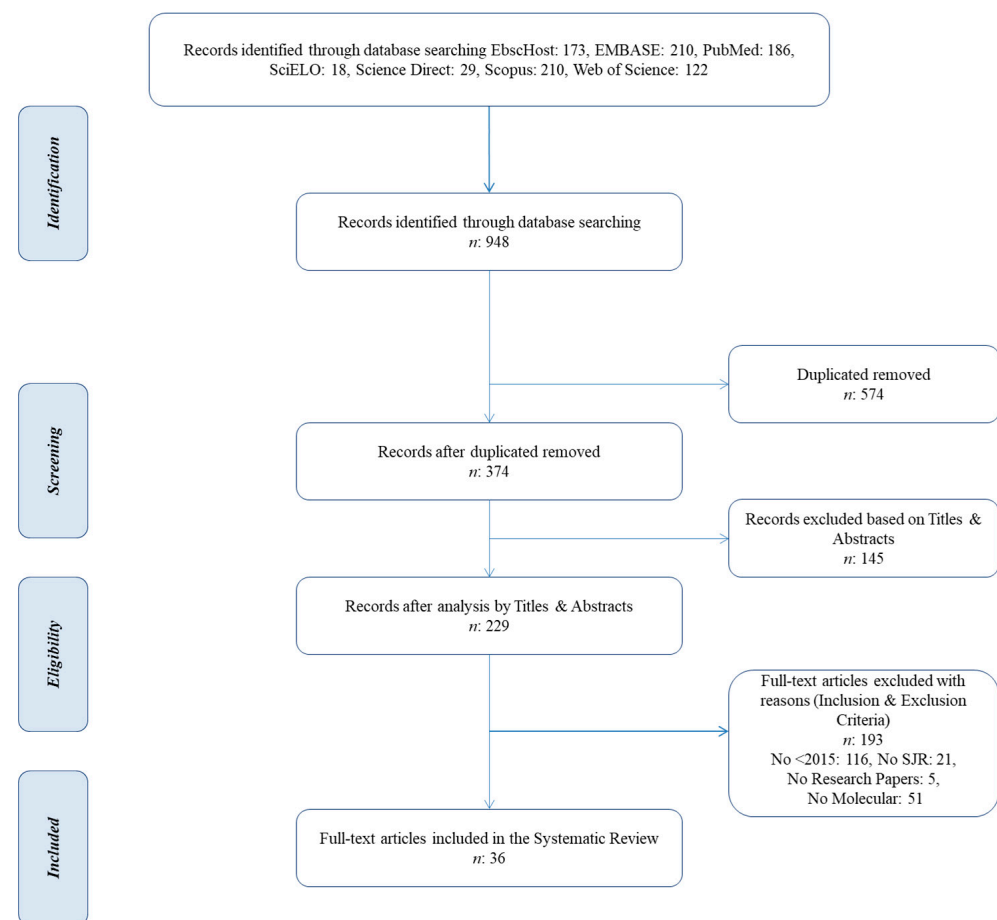 Records identified through database searching EbscHost: 173, EMBASE: 210, PubMed: 186,
SciELO: 18, Science Direct: 29, Scopus: 210, Web of Science: 122
Identification
Records identified through database searching
n: 948
Duplicated removed
n: 574
Screening
Records after duplicated removed
n: 374
Records excluded based on Titles &
Abstracts
n: 145
Eligibility
Records after analysis by Titles & Abstracts
n: 229
Full-text articles excluded with
reasons (Inclusion & Exclusion
Criteria)
n: 193
No <2015: 116, No SJR: 21,
No Research Papers: 5,
No Molecular: 51
Included
Full-text articles included in the Systematic Review
n: 36